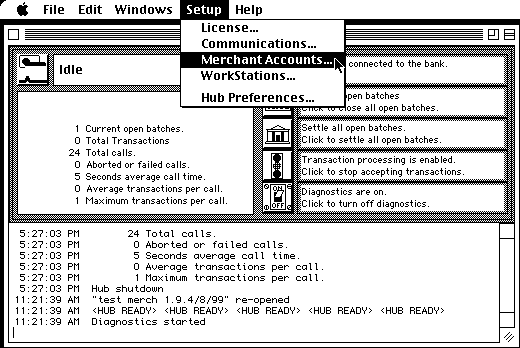 File Edit Windows Setup Help
License...
Communications...
Merchant Accounts...
WorkStations...
Hub Preferences...
Idle
connected to the bank.
open batches
to close all open batches.
Settle all open batches.
Click to settle all open batches.
Transaction processing is enabled.
Click to stop accepting transactions.
Diagnostics are on.
Click to turn off diagnostics.
ON
OFF
1 Current open batches.
0 Total Transactions
24 Total calls.
0 Aborted or failed calls.
5 Seconds average call time.
0 Average transactions per call.
1 Maximum transactions per call.
5:27:03 PM 24 Total calls.
5:27:03 PM 0 Aborted or failed calls.
5:27:03 PM 5 Seconds average call time.
5:27:03 PM 0 Average transactions per call.
5:27:03 PM 1 Maximum transactions per call.
5:27:03 PM Hub shutdown
11:21:39 AM "test merch 1.9.4/8/99" re-opened
11:21:39 AM <HUB READY> <HUB READY> <HUB READY> <HUB READY> <HUB READY>
11:21:39 AM Diagnostics started